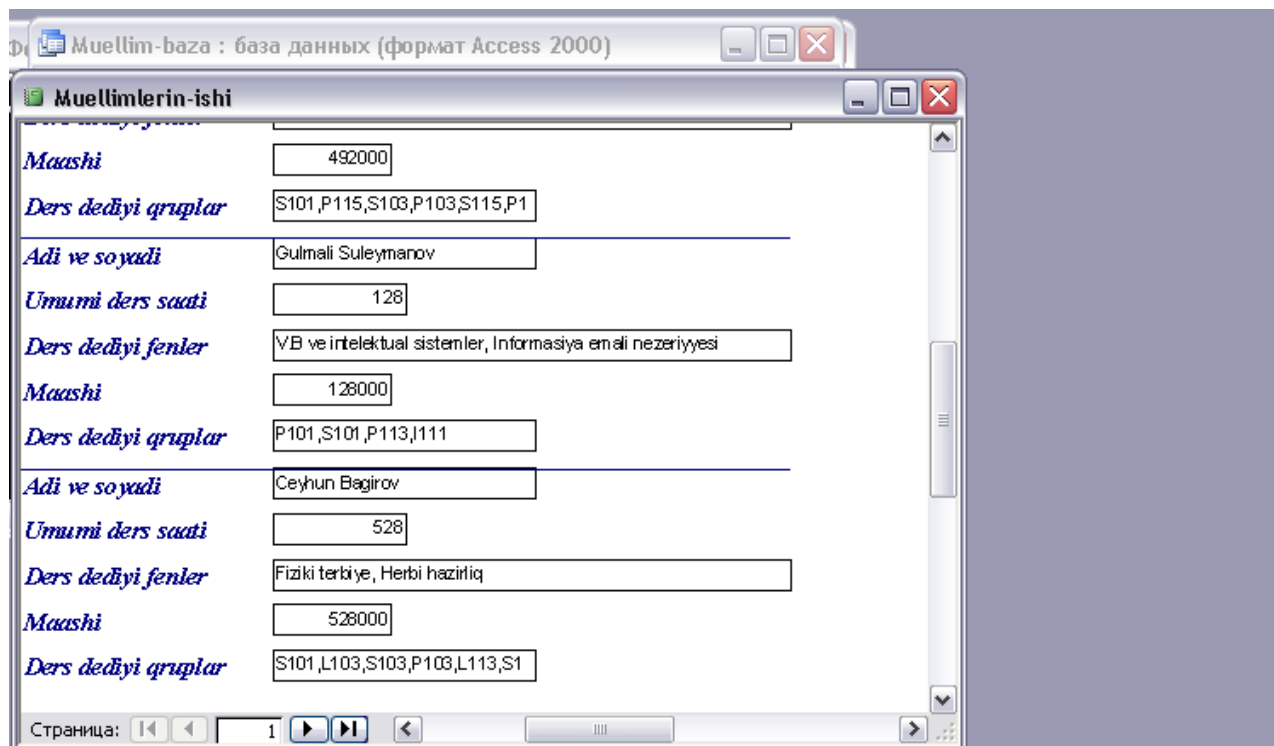 Muellim-baza : база данных (формат Access 2000)
Muellimlerin-ishi
Maashi 492000
Ders dediyi qruplar S101,P115,S103,P103,S115,P1
Adi ve soyadi Gulmali Suleymanov
Umumi ders saati 128
Ders dediyi fenler V.B ve intelektual sistemler, Informasiya emali nezeriyyesi
Maashi 128000
Ders dediyi qruplar P101,S101,P113,I111
Adi ve soyadi Ceyhun Bagirov
Umumi ders saati 528
Ders dediyi fenler Fiziki terbiye, Herbi hazirliq
Maashi 528000
Ders dediyi qruplar S101,L103,S103,P103,L113,S1
Страница: 1